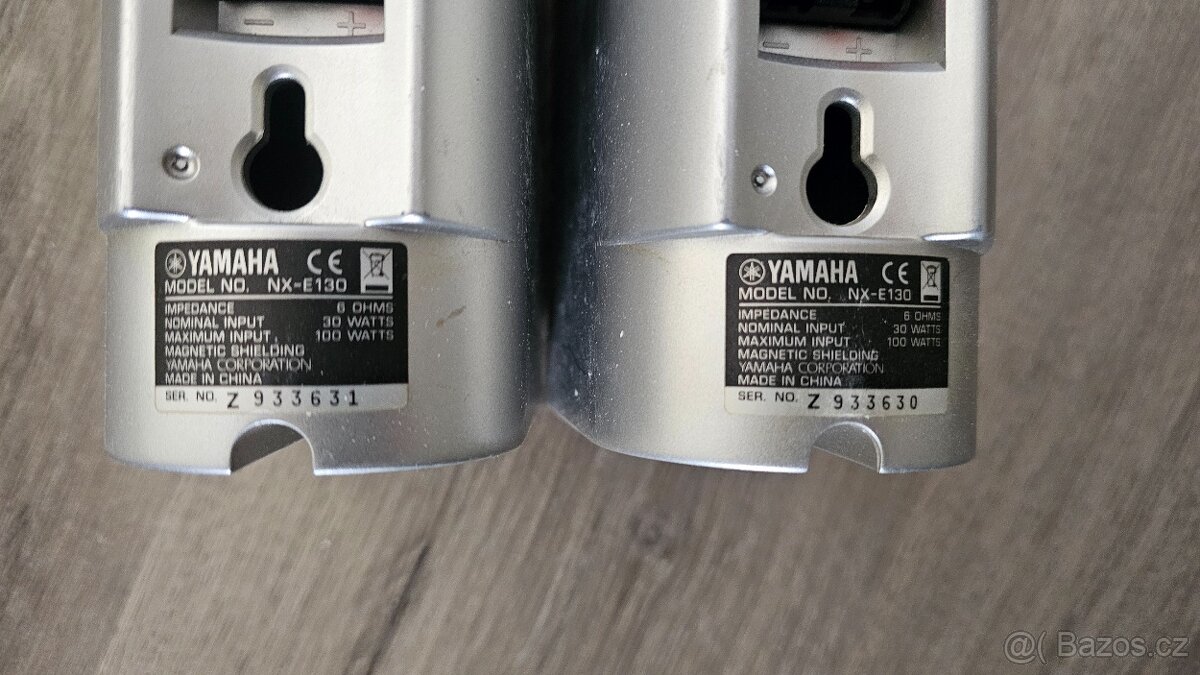 - +
YAMAHA CE
MODEL NO. NX-E130
IMPEDANCE 6 OHMS
NOMINAL INPUT 30 WATTS
MAXIMUM INPUT 100 WATTS
MAGNETIC SHIELDING
YAMAHA CORPORATION
MADE IN CHINA
SER. NO. Z 933631
- +
YAMAHA CE
MODEL NO. NX-E130
IMPEDANCE 6 OHMS
NOMINAL INPUT 30 WATTS
MAXIMUM INPUT 100 WATTS
MAGNETIC SHIELDING
YAMAHA CORPORATION
MADE IN CHINA
SER. NO. Z 933630
@( Bazos.cz